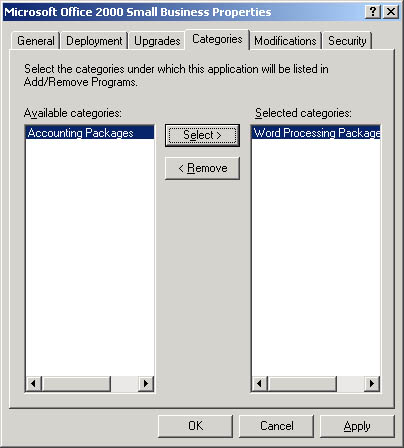 Microsoft Office 2000 Small Business Properties
General Deployment Upgrades Categories Modifications Security
Select the categories under which this application will be listed in
Add/Remove Programs.
Available categories:
Selected categories:
Accounting Packages
Select >
Word Processing Package
< Remove
OK Cancel Apply